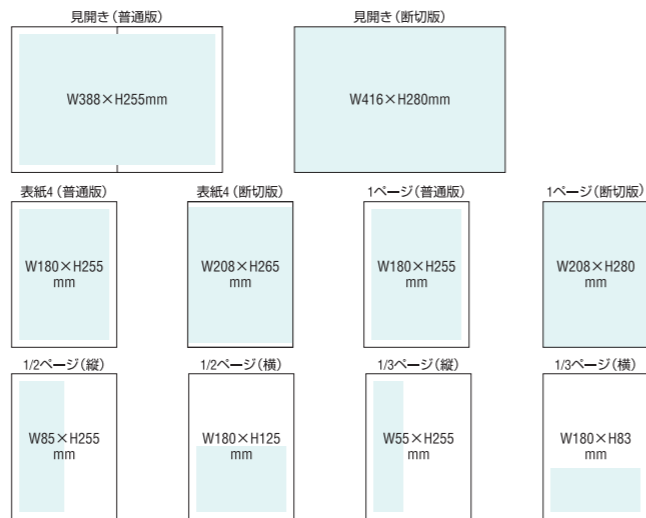 見開き（普通版）
見開き（断切版）
W388×H255mm
W416×H280mm
表紙4（普通版）
表紙4（断切版）
1ページ（普通版）
1ページ（断切版）
W180×H255
mm
W208×H265
mm
W180×H255
mm
W208×H280
mm
1/2ページ（縦）
1/2ページ（横）
1/3ページ（縦）
1/3ページ（横）
W85×H255
mm
W180×H125
mm
W55×H255
mm
W180×H83
mm